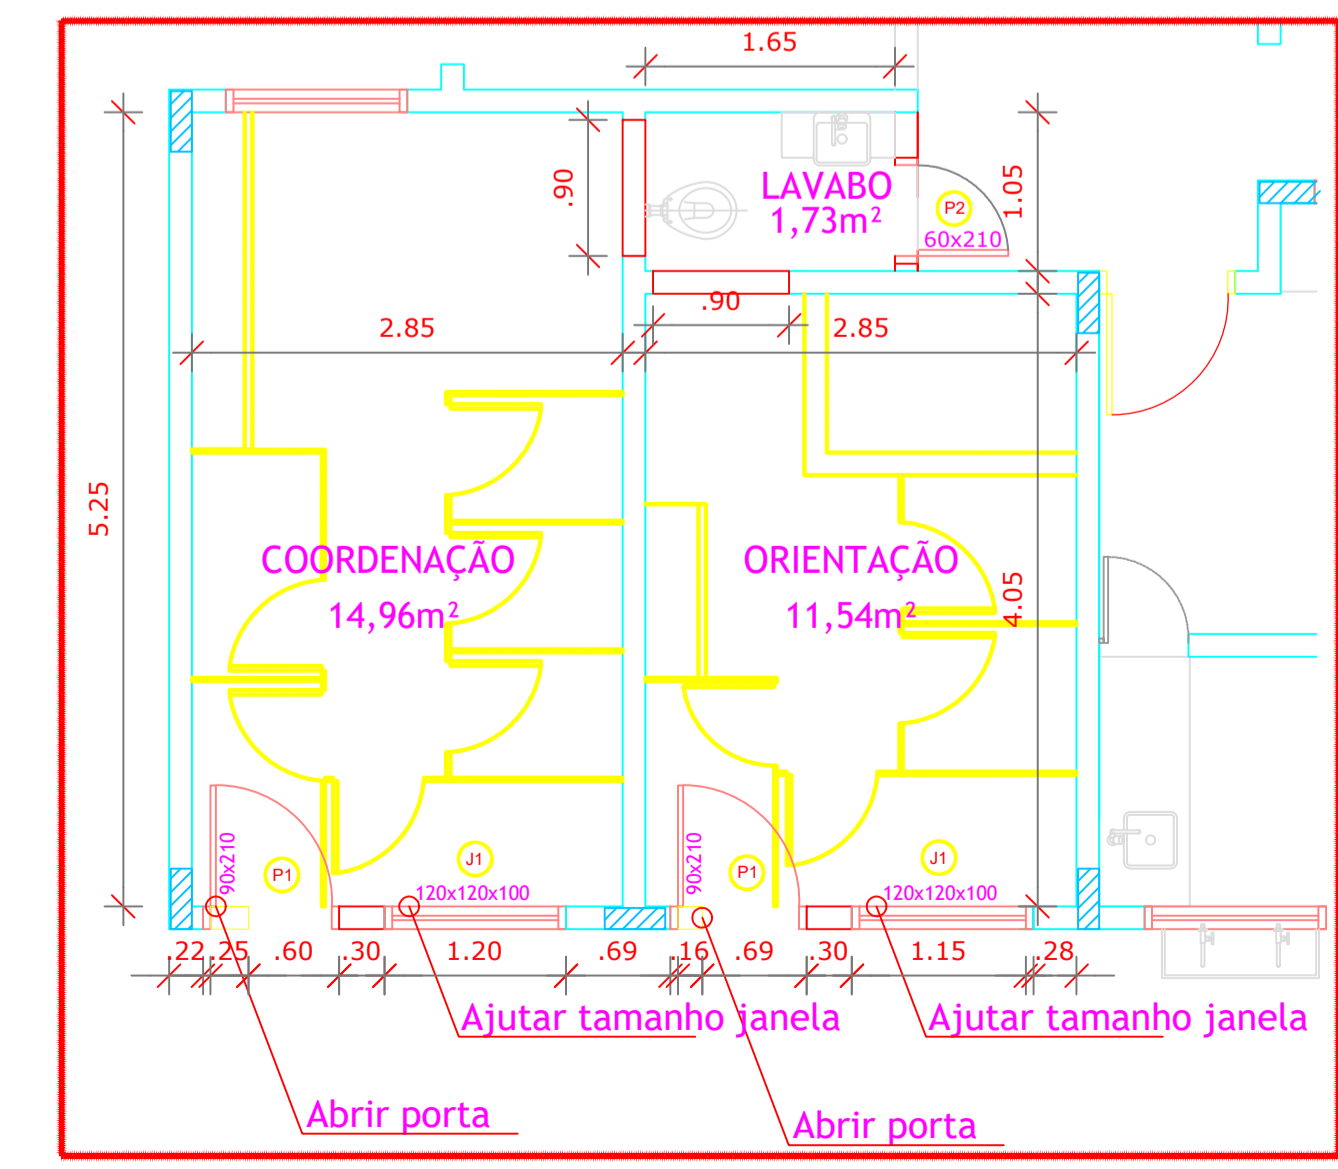 1.65
.90
LAVABO
1,73m²
P2
60x210
1.05
.90
2.85
2.85
5.25
COORDENAÇÃO
14,96m²
ORIENTAÇÃO
11,54m²
4.05
90x210
P1
J1
120x120x100
90x210
P1
J1
120x120x100
.22 .25 .60 .30 1.20 .69 .16 .69 .30 1.15 .28
Ajutar tamanho janela
Ajutar tamanho janela
Abrir porta
Abrir porta